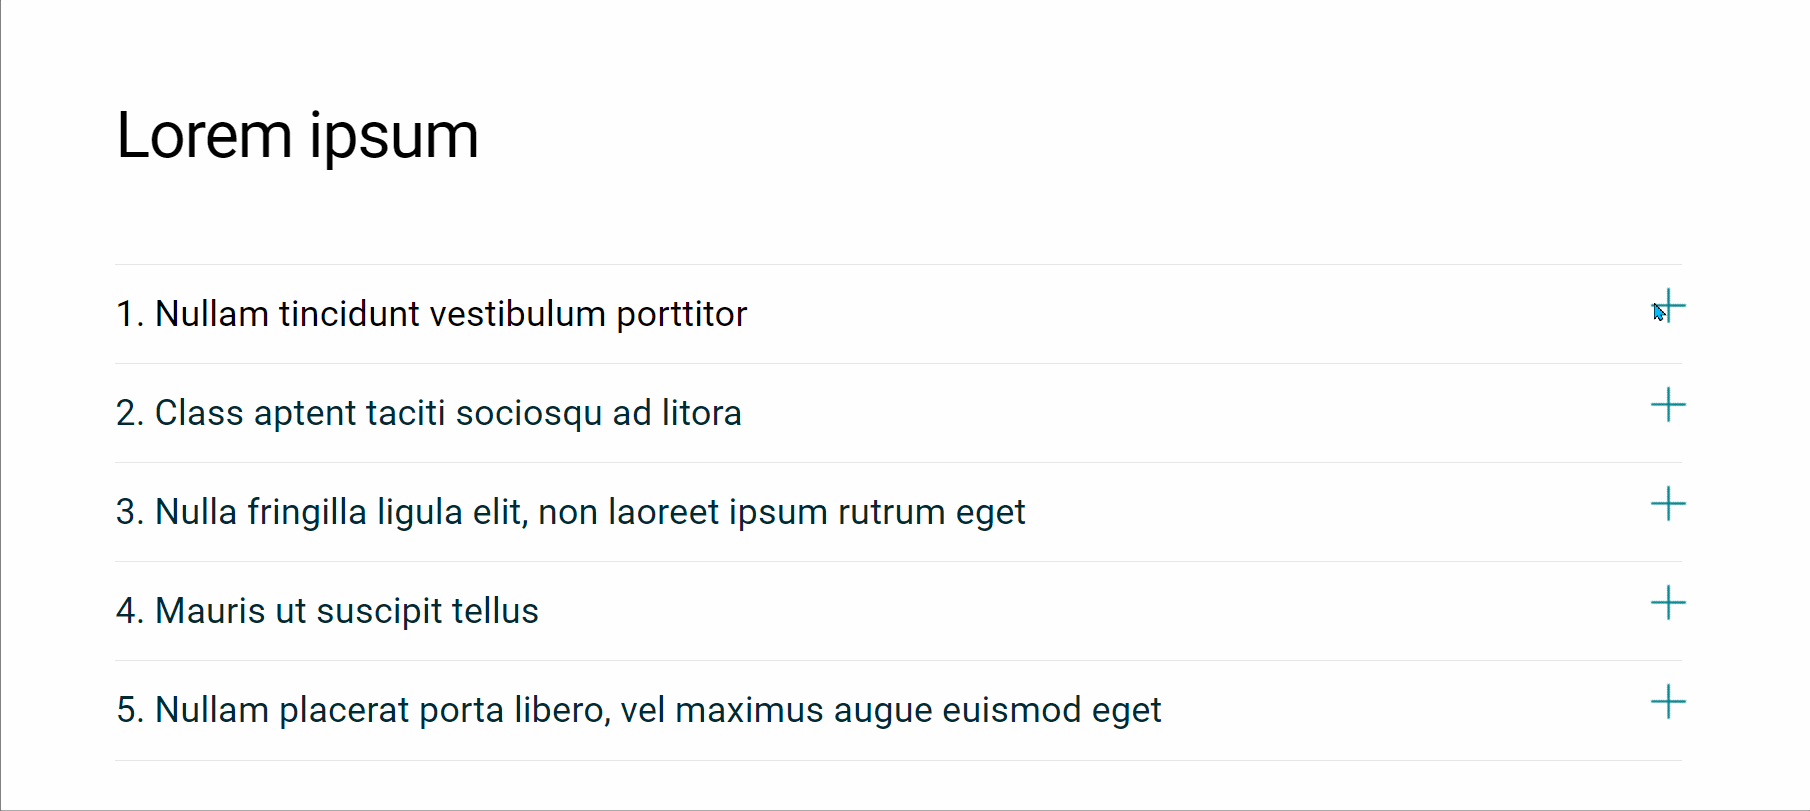 Lorem ipsum
1. Nullam tincidunt vestibulum porttitor
2. Class aptent taciti sociosqu ad litora
3. Nulla fringilla ligula elit, non laoreet ipsum rutrum eget
4. Mauris ut suscipit tellus
5. Nullam placerat porta libero, vel maximus augue euismod eget